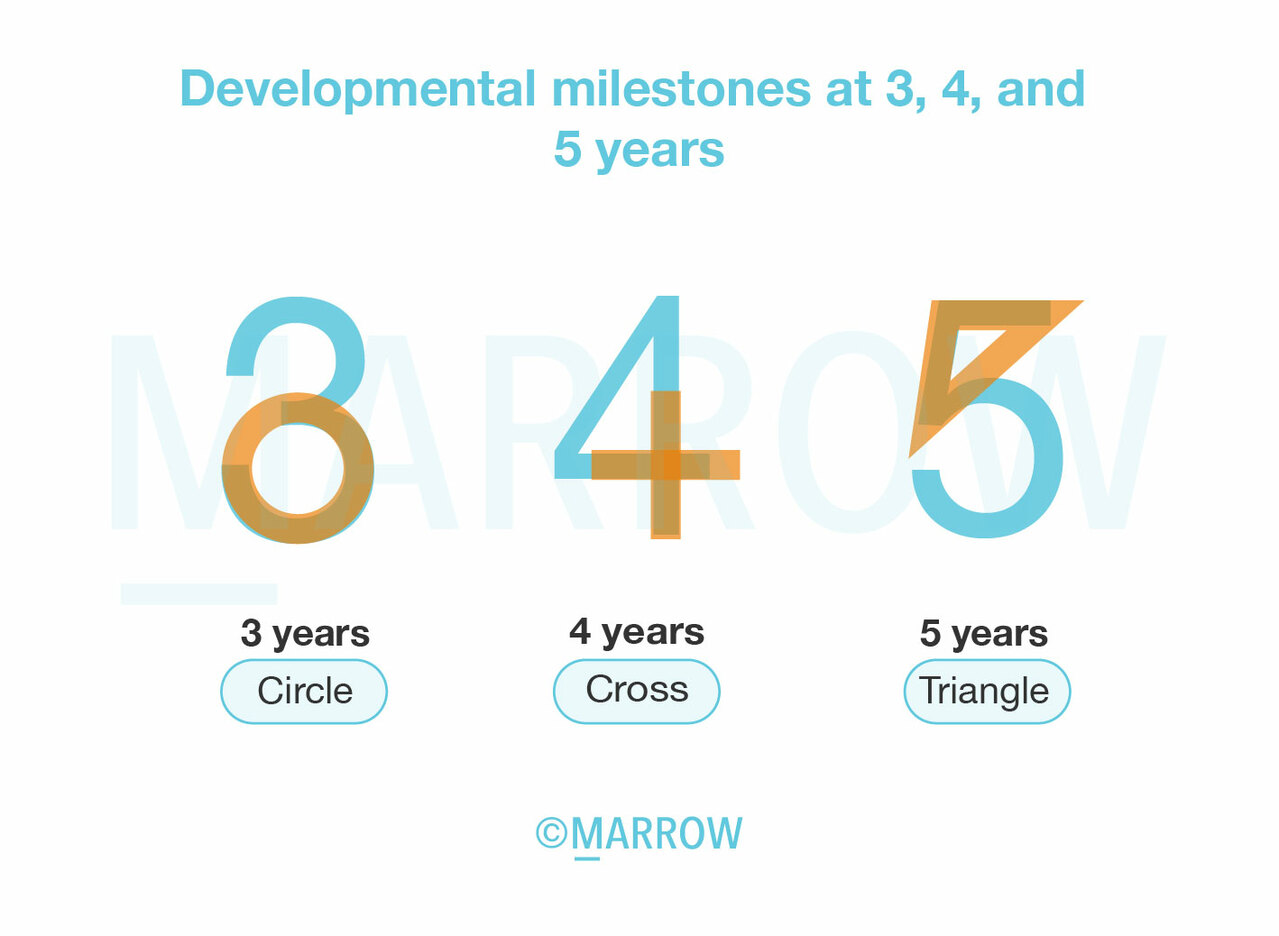 Developmental milestones at 3, 4, and
5 years
3 4 5
MARROW
3 years 4 years 5 years
Circle Cross Triangle
©MARROW